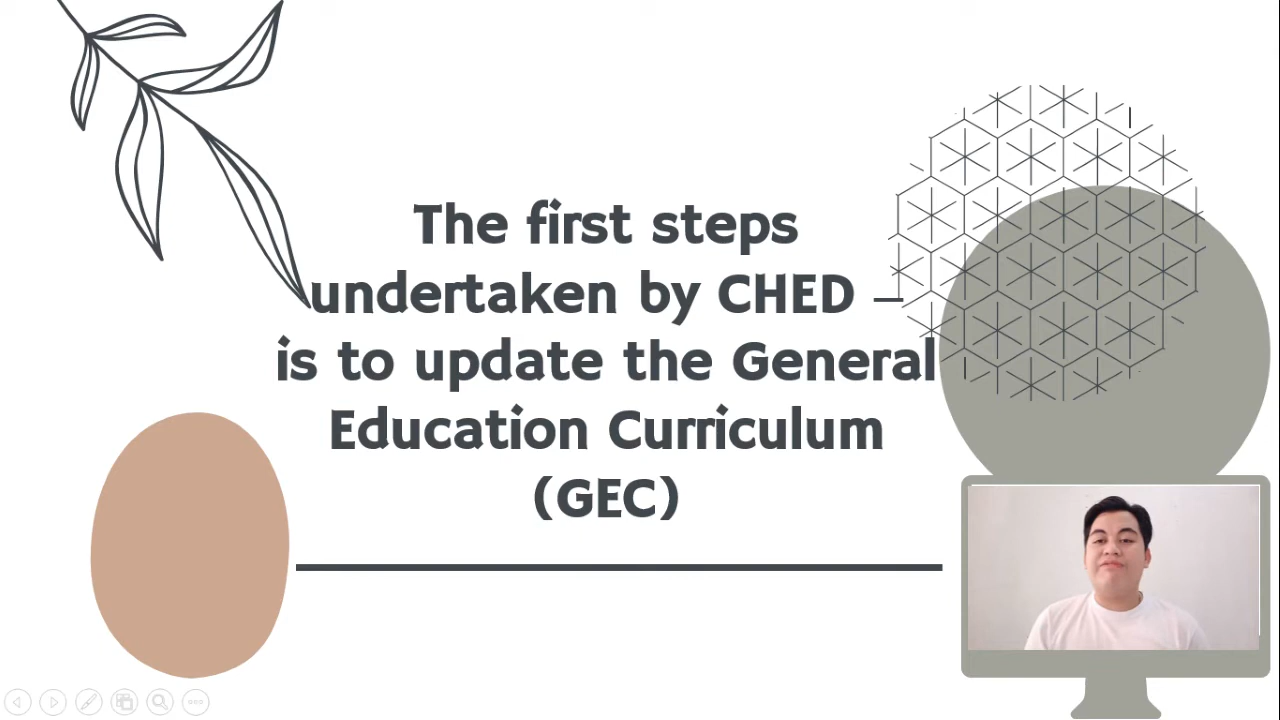 The first steps
undertaken by CHED –
is to update the General
Education Curriculum
(GEC)